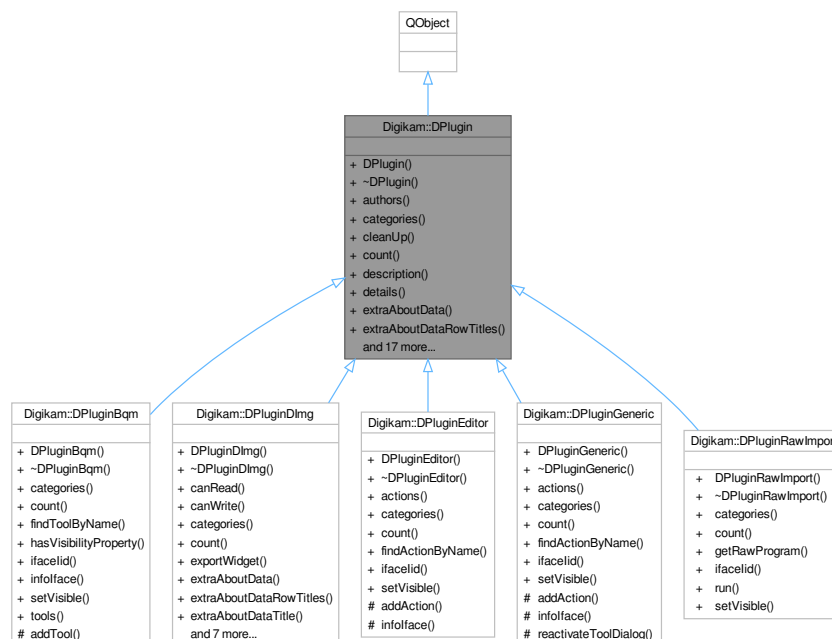 QObject
Digikam::DPlugin
+ DPlugin()
+ ~DPlugin()
+ authors()
+ categories()
+ cleanUp()
+ count()
+ description()
+ details()
+ extraAboutData()
+ extraAboutDataRowTitles()
and 17 more...
Digikam::DPluginBqm
+ DPluginBqm()
+ ~DPluginBqm()
+ categories()
+ count()
+ findToolByName()
+ hasVisibilityProperty()
+ ifaceIid()
+ infoIface()
+ setVisible()
+ tools()
# addTool()
Digikam::DPluginDImg
+ DPluginDImg()
+ ~DPluginDImg()
+ canRead()
+ canWrite()
+ categories()
+ count()
+ exportWidget()
+ extraAboutData()
+ extraAboutDataRowTitles()
+ extraAboutDataTitle()
and 7 more...
Digikam::DPluginEditor
+ DPluginEditor()
+ ~DPluginEditor()
+ actions()
+ categories()
+ count()
+ findActionByName()
+ ifaceIid()
+ setVisible()
# addAction()
# infoIface()
Digikam::DPluginGeneric
+ DPluginGeneric()
+ ~DPluginGeneric()
+ actions()
+ categories()
+ count()
+ findActionByName()
+ ifaceIid()
+ setVisible()
# addAction()
# infoIface()
# reactivateToolDialog()
Digikam::DPluginRawImport
+ DPluginRawImport()
+ ~DPluginRawImport()
+ categories()
+ count()
+ getRawProgram()
+ ifaceIid()
+ run()
+ setVisible()